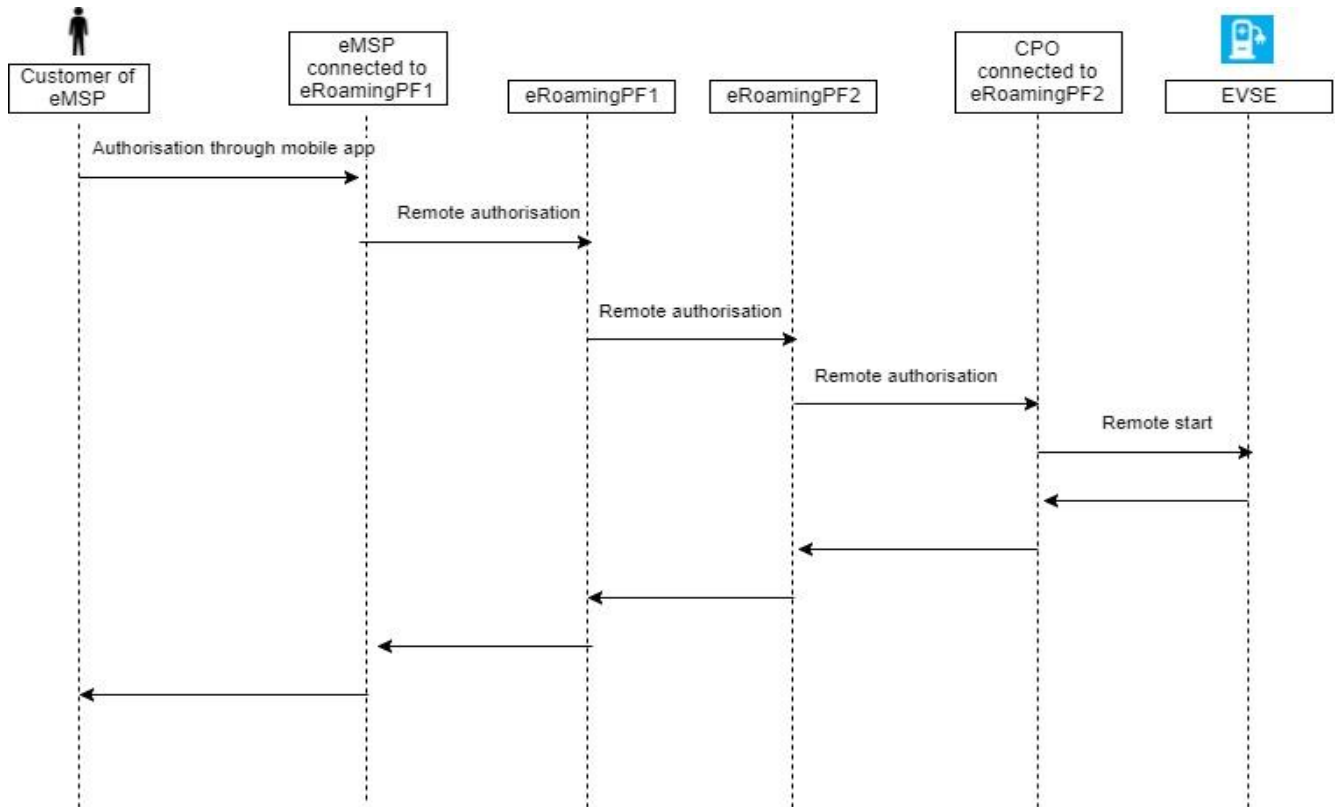 Customer of
eMSP
eMSP
connected to
eRoamingPF1
eRoamingPF1
eRoamingPF2
CPO
connected to
eRoamingPF2
EVSE
Authorisation through mobile app
Remote authorisation
Remote authorisation
Remote authorisation
Remote start